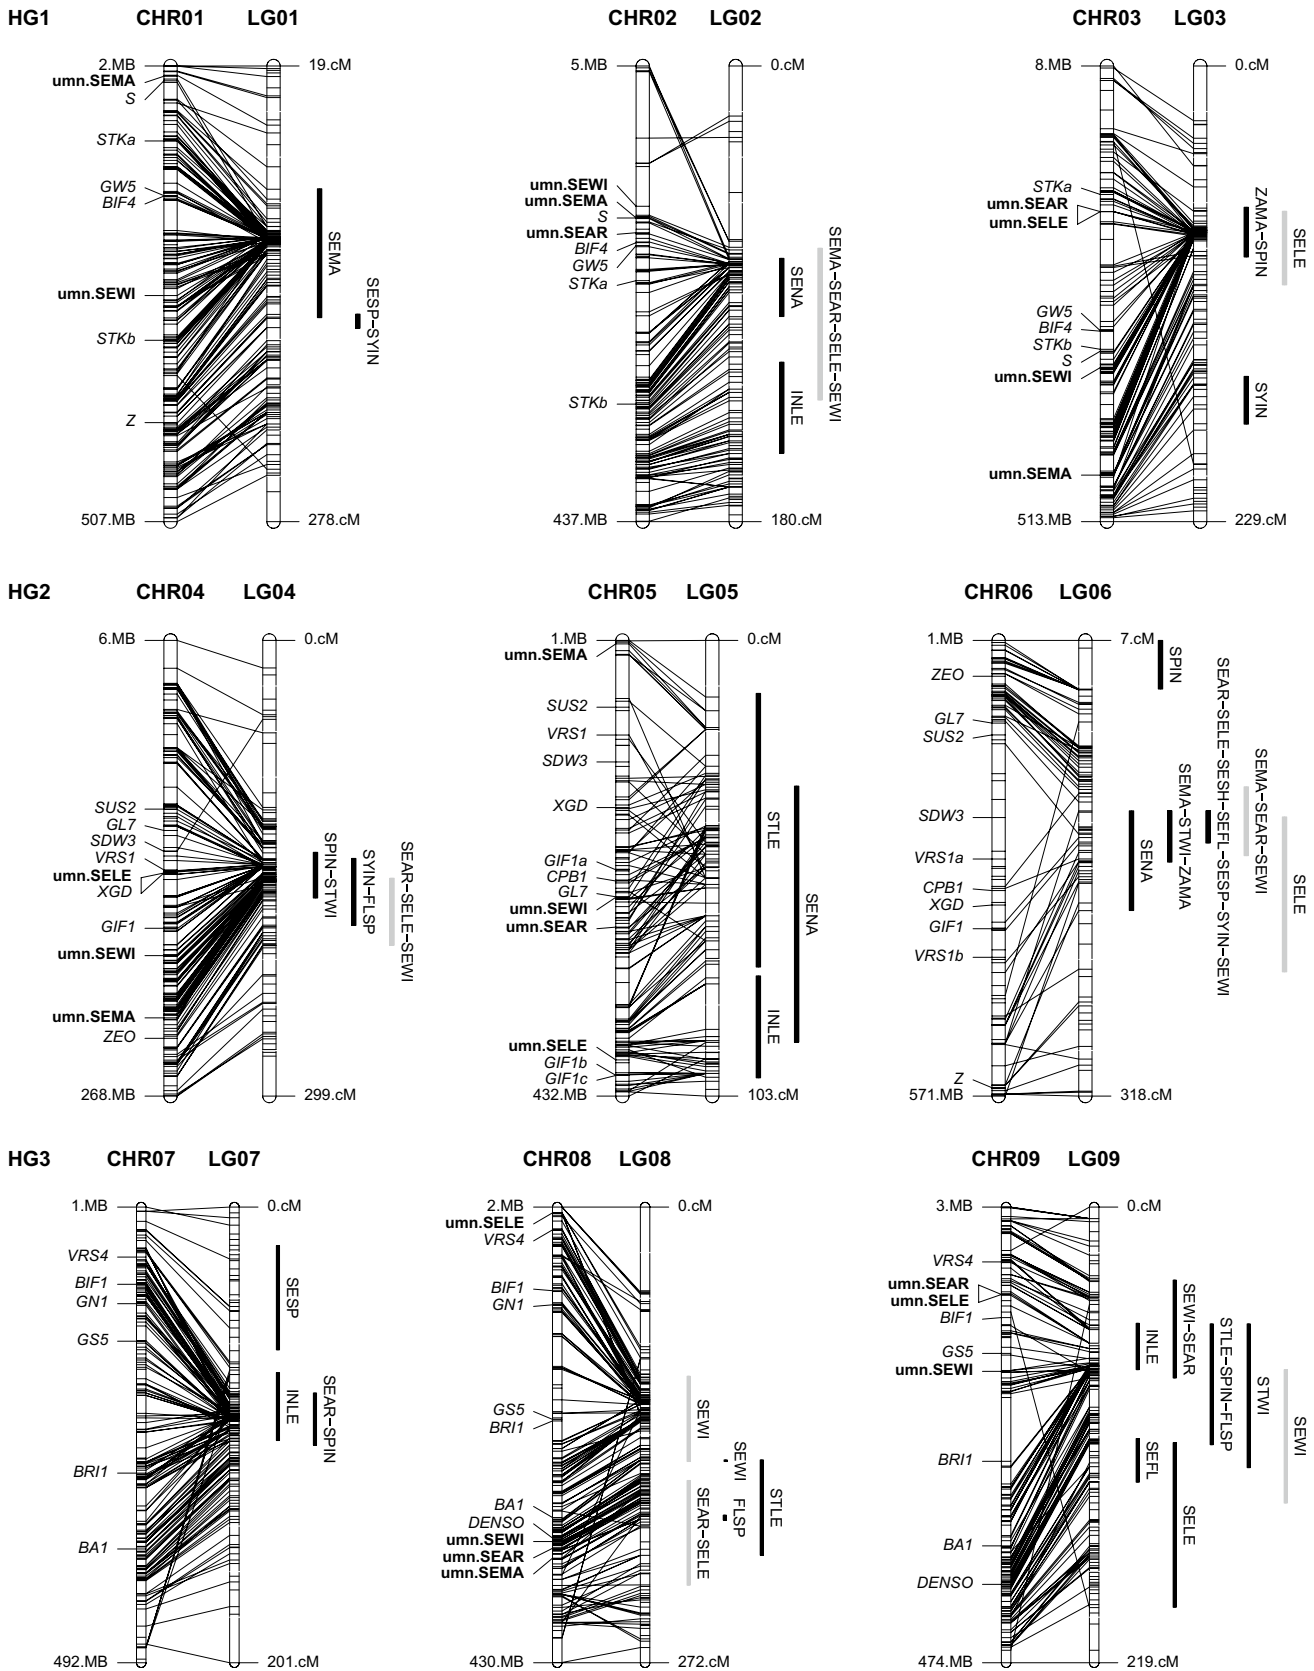 HG1 CHR01 LG01 CHR02 LG02 CHR03 LG03
2.MB 19.cM
umn.SEMA
S
STKa
GW5
BIF4
umn.SEWI
STKb
Z
507.MB 278.cM
SEMA
SESP–SYIN
5.MB 0.cM
umn.SEWI
umn.SEMA
S
umn.SEAR
BIF4
GW5
STKa
STKb
437.MB 180.cM
SENA
INLE
SEMA–SEAR–SELE–SEWI
8.MB 0.cM
STKa
umn.SEAR
umn.SELE
GW5
BIF4
STKb
S
umn.SEWI
umn.SEMA
513.MB 229.cM
ZAMA–SPIN
SYIN
SELE
HG2 CHR04 LG04 CHR05 LG05 CHR06 LG06
6.MB 0.cM
SUS2
GL7
SDW3
VRS1
umn.SELE
XGD
GIF1
umn.SEWI
umn.SEMA
ZEO
268.MB 299.cM
SPIN–STWI
SYIN–FLSP
SEAR–SELE–SEWI
1.MB 0.cM
umn.SEMA
SUS2
VRS1
SDW3
XGD
GIF1a
CPB1
GL7
umn.SEWI
umn.SEAR
umn.SELE
GIF1b
GIF1c
432.MB 103.cM
STLE
INLE
SENA
1.MB 7.cM
ZEO
GL7
SUS2
SDW3
VRS1a
CPB1
XGD
GIF1
VRS1b
Z
571.MB 318.cM
SPIN
SENA
SEMA–STWI–ZAMA
SEAR–SELE–SESH–SEFL–SESP–SYIN–SEWI
SEMA–SEAR–SEWI
SELE
HG3 CHR07 LG07 CHR08 LG08 CHR09 LG09
1.MB 0.cM
VRS4
BIF1
GN1
GS5
BRI1
BA1
492.MB 201.cM
SESP
INLE
SEAR–SPIN
2.MB 0.cM
umn.SELE
VRS4
BIF1
GN1
GS5
BRI1
BA1
DENSO
umn.SEWI
umn.SEAR
umn.SEMA
430.MB 272.cM
SEWI
SEAR–SELE
SEWI
FLSP
STLE
3.MB 0.cM
VRS4
umn.SEAR
umn.SELE
BIF1
GS5
umn.SEWI
BRI1
BA1
DENSO
474.MB 219.cM
INLE
SEFL
SEWI–SEAR
SELE
STLE–SPIN–FLSP
STWI
SEWI